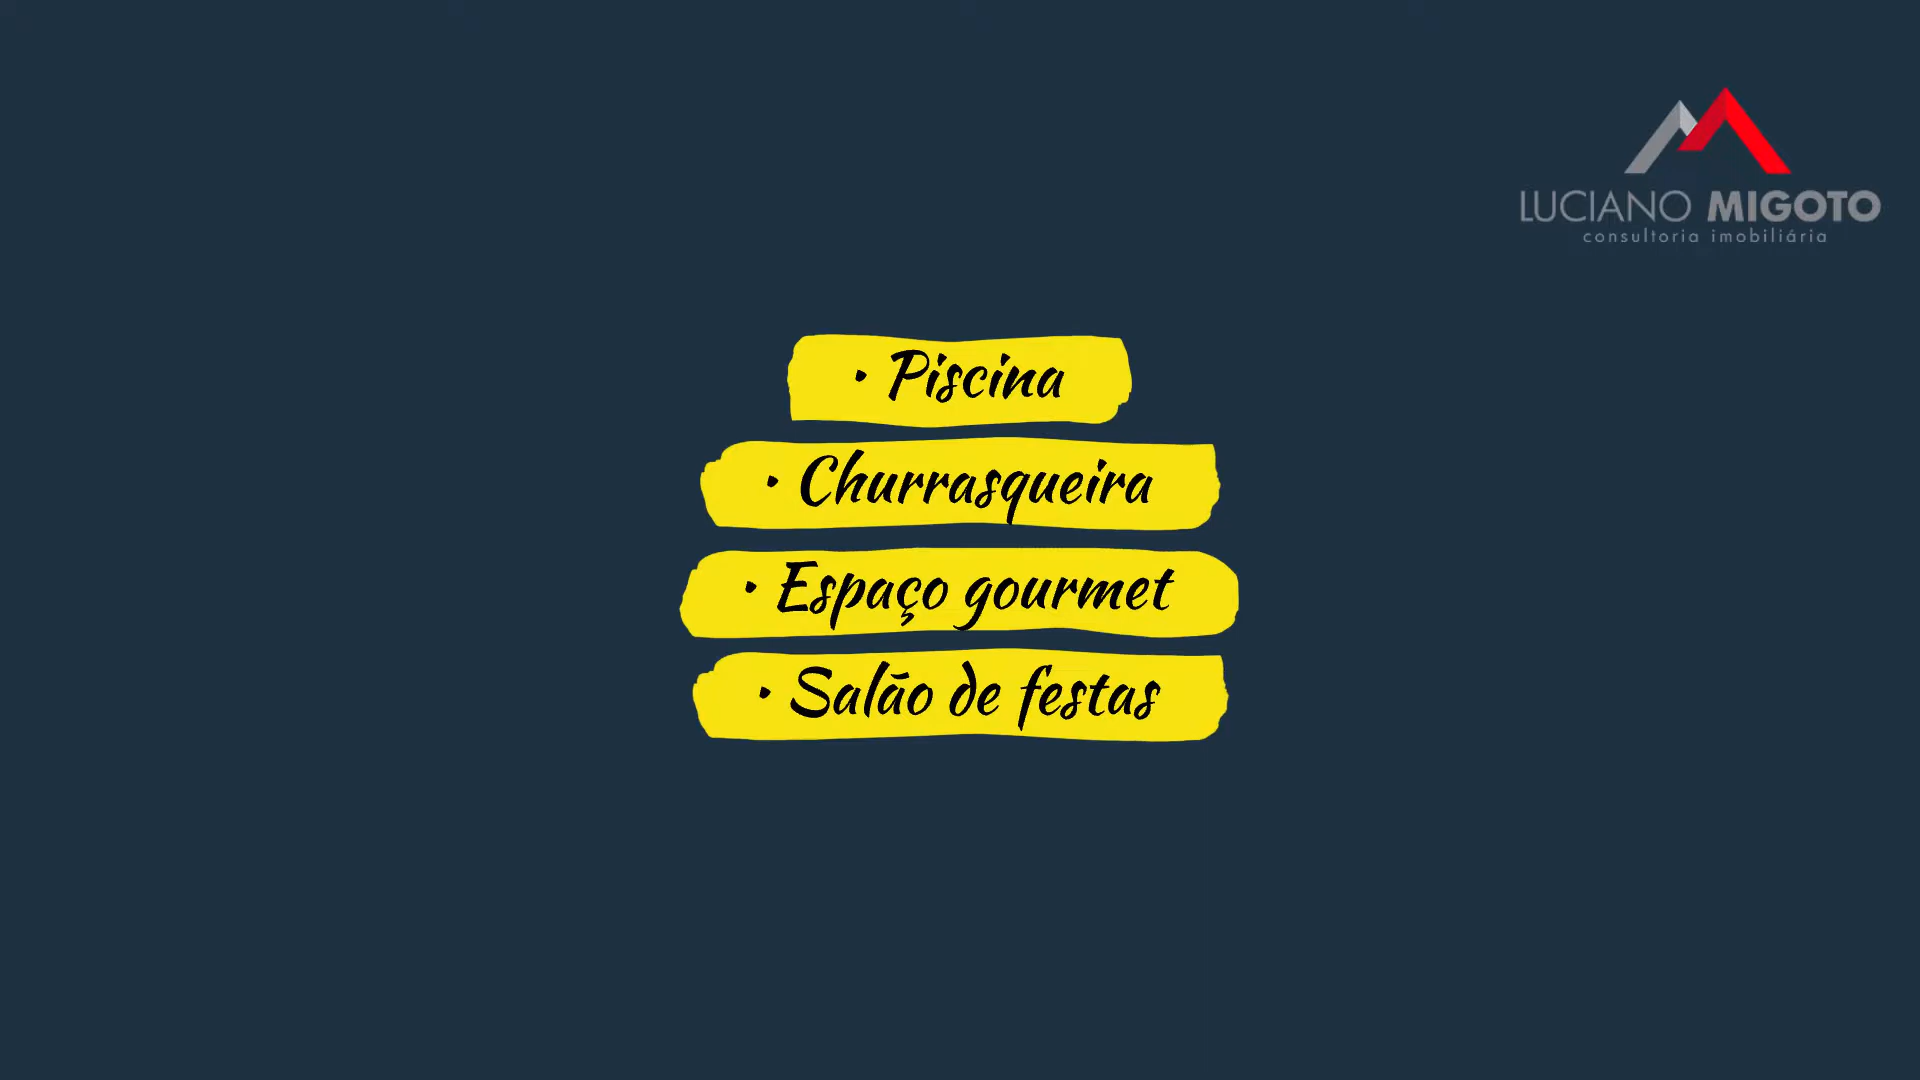 LUCIANO MIGOTO
consultoria imobiliária
• Piscina
• Churrasqueira
• Espaço gourmet
• Salão de festas